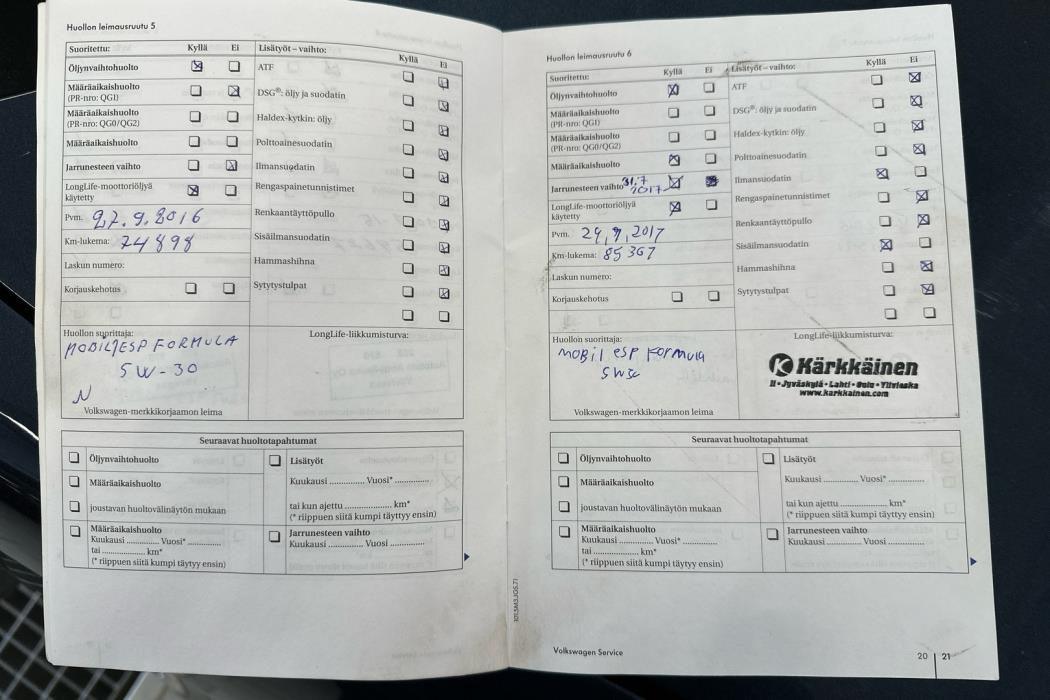 Huollon leimausruutu 5
Suoritettu: Kyllä Ei
Öljynvaihtohuolto
Määräaikaishuolto
(PR-nro: QG1)
Määräaikaishuolto
(PR-nro: QG0/QG2)
Määräaikaishuolto
Jarrunesteen vaihto
LongLife-moottoriöljyä
käytetty
Pvm. 27.9.2016
Km-lukema: 74898
Laskun numero:
Korjauskehotus
Lisätyöt – vaihto: Kyllä Ei
ATF
DSG®: öljy ja suodatin
Haldex-kytkin: öljy
Polttoainesuodatin
Ilmansuodatin
Rengaspainetunnistimet
Renkaantäyttöpullo
Sisäilmansuodatin
Hammashihna
Sytytystulpat
Huollon suorittaja:
MOBIL1 ESP FORMULA
5W-30
Volkswagen-merkkikorjaamon leima
LongLife-liikkumisturva:
Seuraavat huoltotapahtumat
Öljynvaihtohuolto
Määräaikaishuolto
joustavan huoltovälinäytön mukaan
Määräaikaishuolto
Kuukausi .............. Vuosi* .............
tai ................ km*
(* riippuen siitä kumpi täytyy ensin)
Lisätyöt
Kuukausi .............. Vuosi* .............
tai kun ajettu ................ km*
(* riippuen siitä kumpi täyttyy ensin)
Jarrunesteen vaihto
Kuukausi .............. Vuosi .............
Huollon leimausruutu 6
Suoritettu: Kyllä Ei
Öljynvaihtohuolto
Määräaikaishuolto
(PR-nro: QG1)
Määräaikaishuolto
(PR-nro: QG0/QG2)
Määräaikaishuolto
Jarrunesteen vaihto 31.7
2017
LongLife-moottoriöljyä
käytetty
Pvm. 24,7,2017
Km-lukema: 85367
Laskun numero:
Korjauskehotus
Lisätyöt – vaihto: Kyllä Ei
ATF
DSG®: öljy ja suodatin
Haldex-kytkin: öljy
Polttoainesuodatin
Ilmansuodatin
Rengaspainetunnistimet
Renkaantäyttöpullo
Sisäilmansuodatin
Hammashihna
Sytytystulpat
Huollon suorittaja:
MOBIL ESP FORMULA
5W30
Volkswagen-merkkikorjaamon leima
LongLife-liikkumisturva:
Kärkkäinen
Ii • Jyväskylä • Lahti • Oulu • Ylivieska
www.karkkainen.com
Seuraavat huoltotapahtumat
Öljynvaihtohuolto
Määräaikaishuolto
joustavan huoltovälinäytön mukaan
Määräaikaishuolto
Kuukausi .............. Vuosi* .............
tai ................ km*
(* riippuen siitä kumpi täytyy ensin)
Lisätyöt
Kuukausi .............. Vuosi* .............
tai kun ajettu ................ km*
(* riippuen siitä kumpi täyttyy ensin)
Jarrunesteen vaihto
Kuukausi .............. Vuosi .............
Volkswagen Service
20 | 21